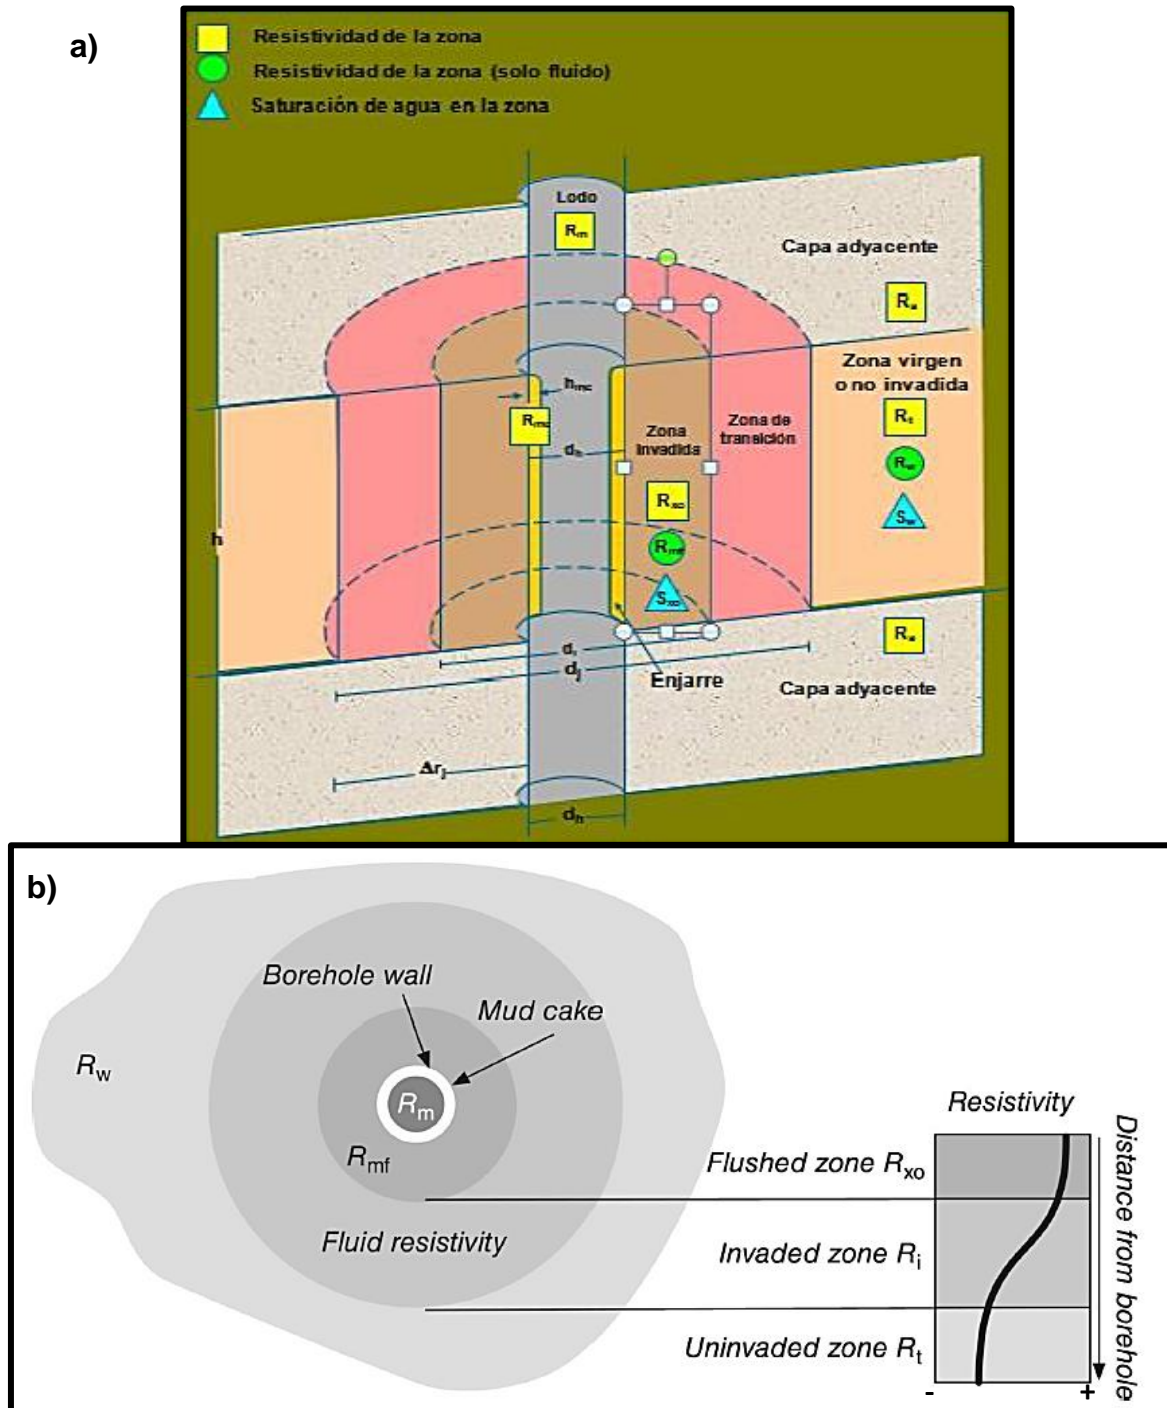 a)
Resistividad de la zona
Resistividad de la zona (solo fluido)
Saturación de agua en la zona
Lodo
Rm
Capa adyacente
Rs
Zona virgen
o no invadida
hmc
Rmc
Rt
Zona
invadida
Zona de
transición
dh
Rw
Rxo
Sw
h
Rmf
Sxo
Rs
di
dj
Enjarre
Capa adyacente
Δrj
dh
b)
Borehole wall
Mud cake
Rw
Rm
Rmf
Fluid resistivity
Resistivity
Flushed zone Rxo
Invaded zone Ri
Uninvaded zone Rt
- +
Distance from borehole